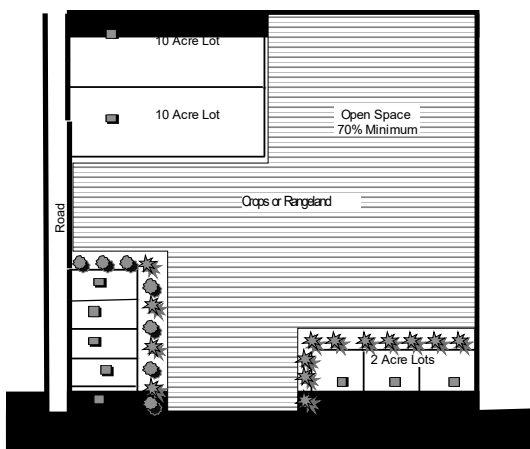 10 Acre Lot
10 Acre Lot
Open Space
70% Minimum
Crops or Rangeland
Road
2 Acre Lots